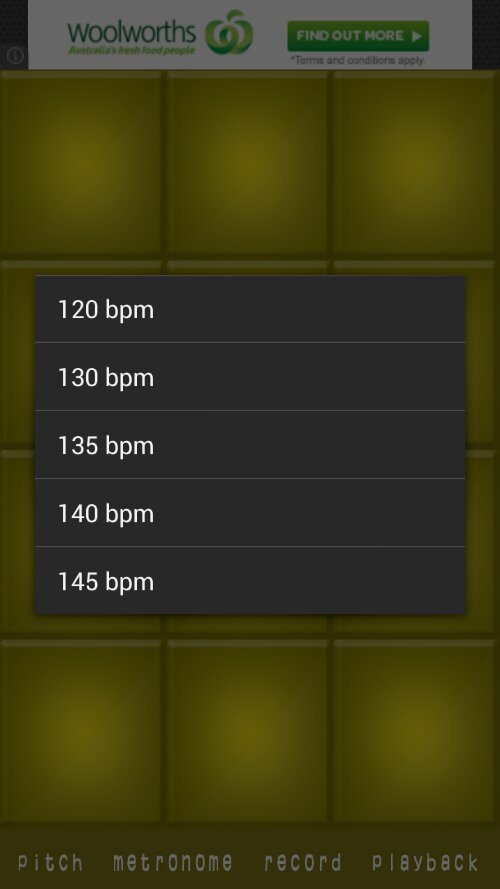 Woolworths
Australia's fresh food people
FIND OUT MORE
*Terms and conditions apply.
120 bpm
130 bpm
135 bpm
140 bpm
145 bpm
pitch metronome record playback